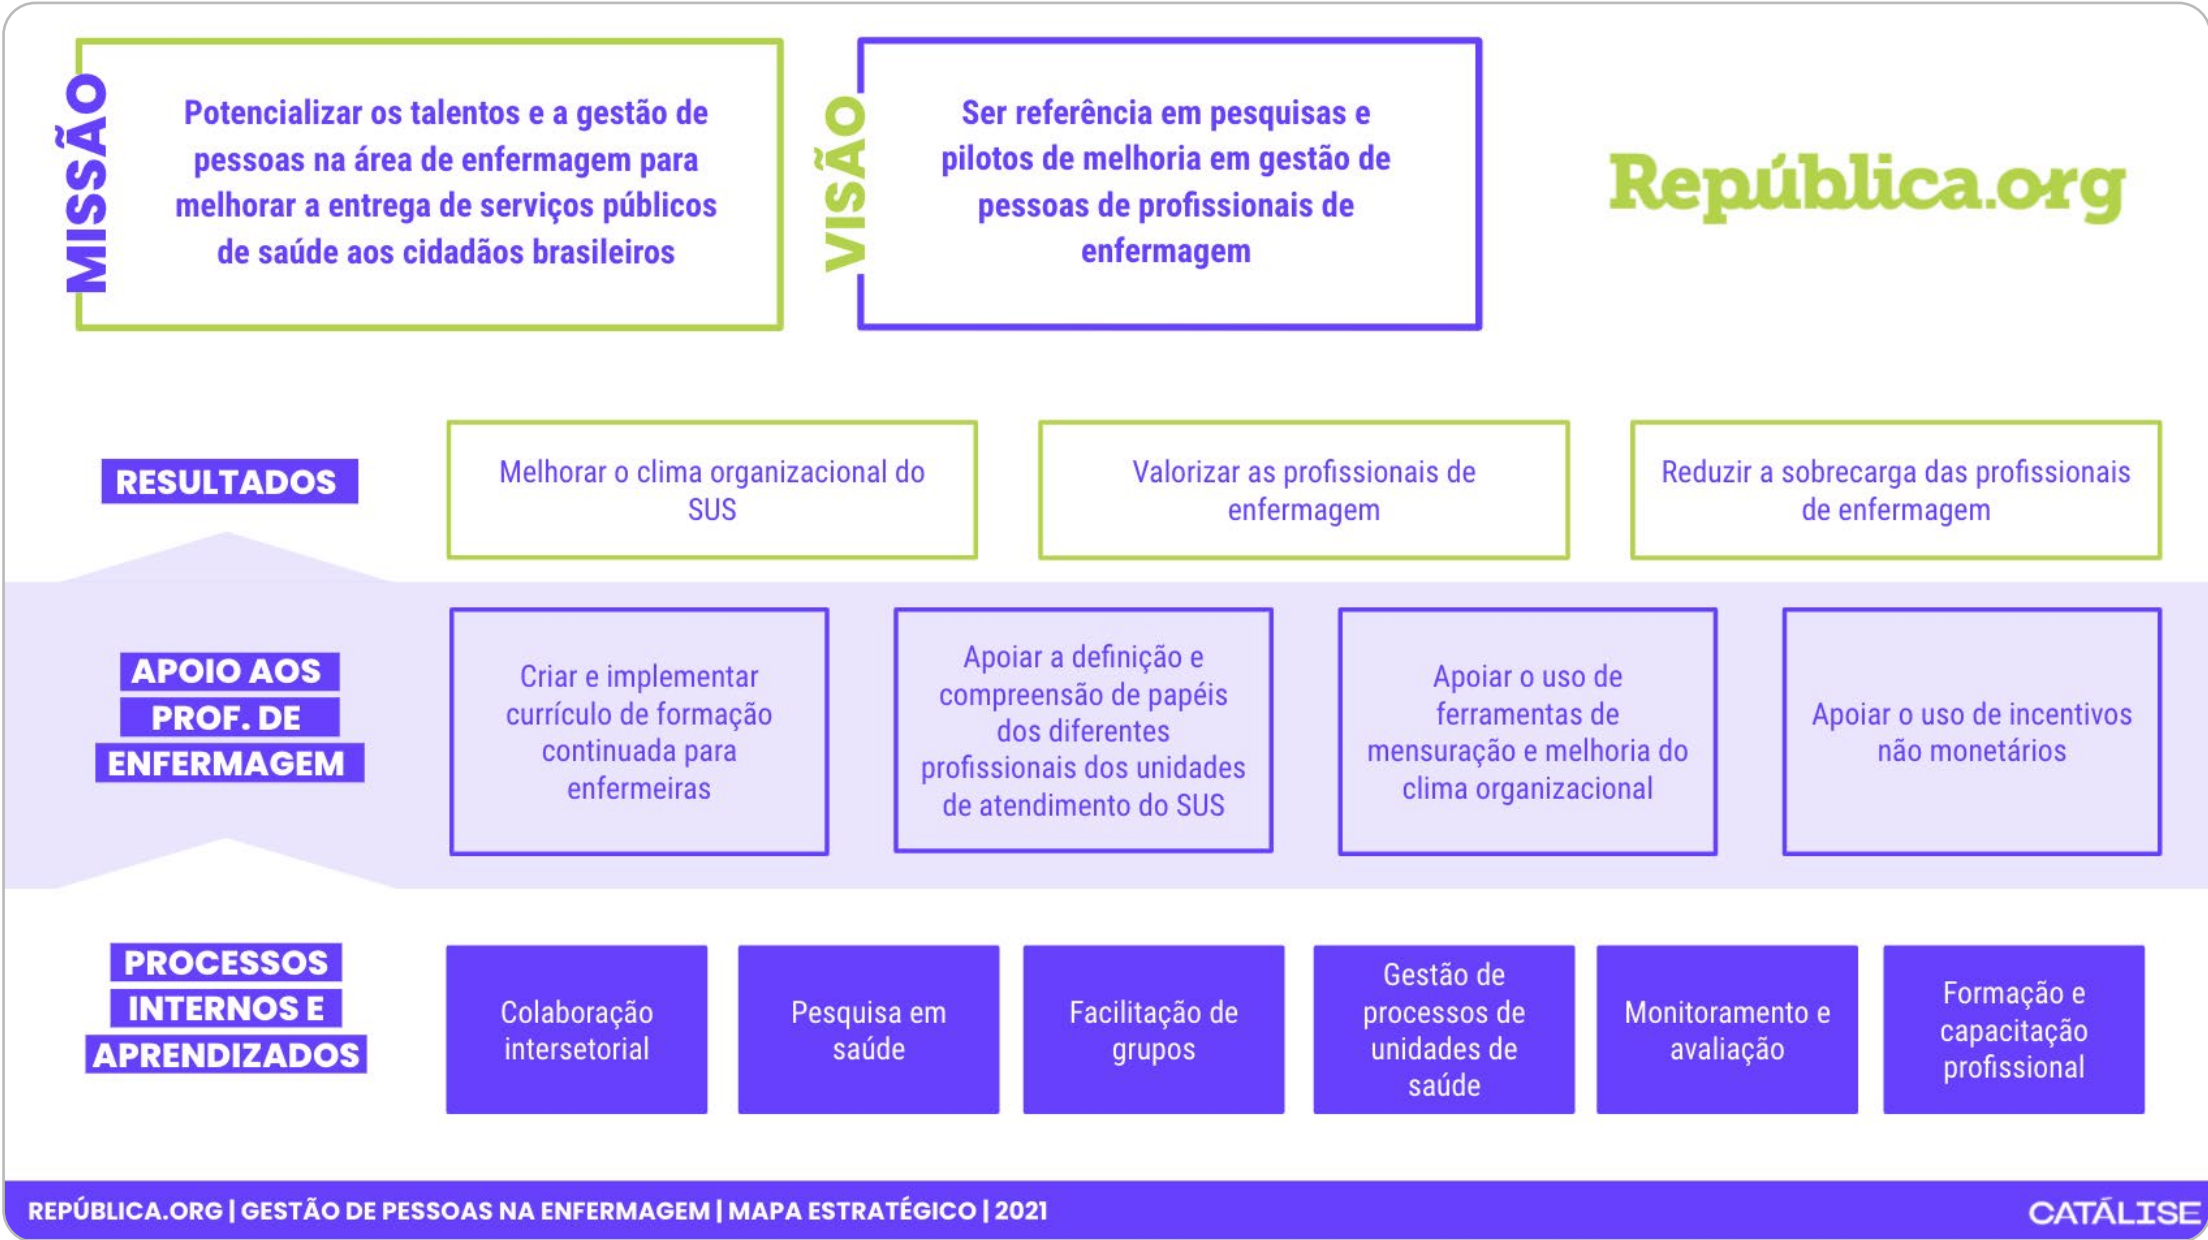 MISSÃO
Potencializar os talentos e a gestão de
pessoas na área de enfermagem para
melhorar a entrega de serviços públicos
de saúde aos cidadãos brasileiros
VISÃO
Ser referência em pesquisas e
pilotos de melhoria em gestão de
pessoas de profissionais de
enfermagem
República.org
RESULTADOS
Melhorar o clima organizacional do
SUS
Valorizar as profissionais de
enfermagem
Reduzir a sobrecarga das profissionais
de enfermagem
APOIO AOS
PROF. DE
ENFERMAGEM
Criar e implementar
currículo de formação
continuada para
enfermeiras
Apoiar a definição e
compreensão de papéis
dos diferentes
profissionais dos unidades
de atendimento do SUS
Apoiar o uso de
ferramentas de
mensuração e melhoria do
clima organizacional
Apoiar o uso de incentivos
não monetários
PROCESSOS
INTERNOS E
APRENDIZADOS
Colaboração
intersetorial
Pesquisa em
saúde
Facilitação de
grupos
Gestão de
processos de
unidades de
saúde
Monitoramento e
avaliação
Formação e
capacitação
profissional
REPÚBLICA.ORG | GESTÃO DE PESSOAS NA ENFERMAGEM | MAPA ESTRATÉGICO | 2021
CATÁLISE